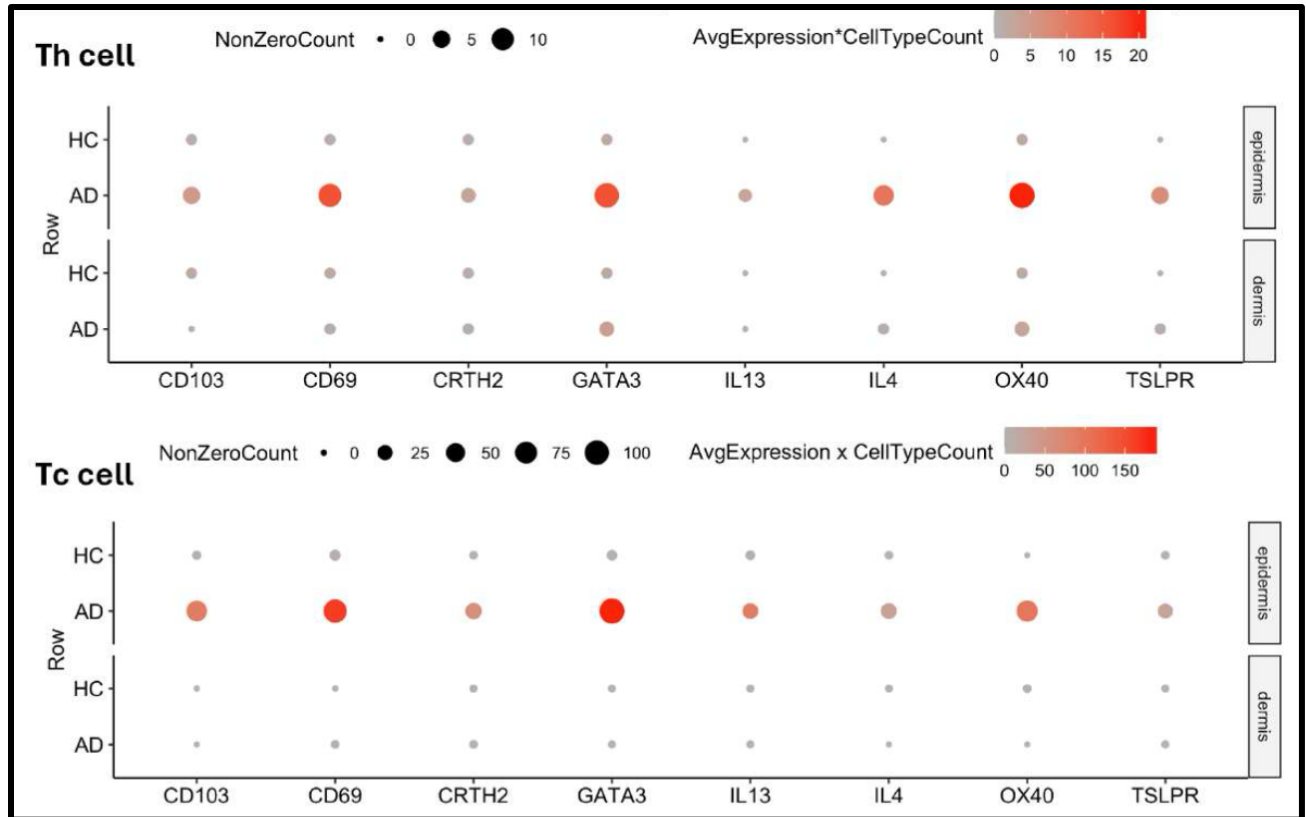 NonZeroCount 0 5 10 AvgExpression*CellTypeCount
0 5 10 15 20
Th cell
HC
AD
epidermis
Row
HC
AD
dermis
CD103 CD69 CRTH2 GATA3 IL13 IL4 OX40 TSLPR
NonZeroCount 0 25 50 75 100 AvgExpression x CellTypeCount
0 50 100 150
Tc cell
HC
AD
epidermis
Row
HC
AD
dermis
CD103 CD69 CRTH2 GATA3 IL13 IL4 OX40 TSLPR